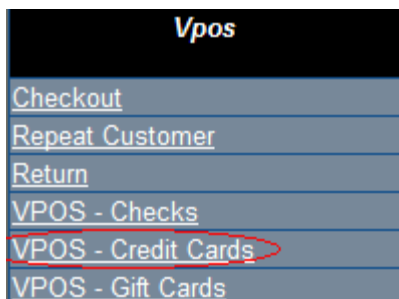 Vpos
Checkout
Repeat Customer
Return
VPOS - Checks
VPOS - Credit Cards
VPOS - Gift Cards